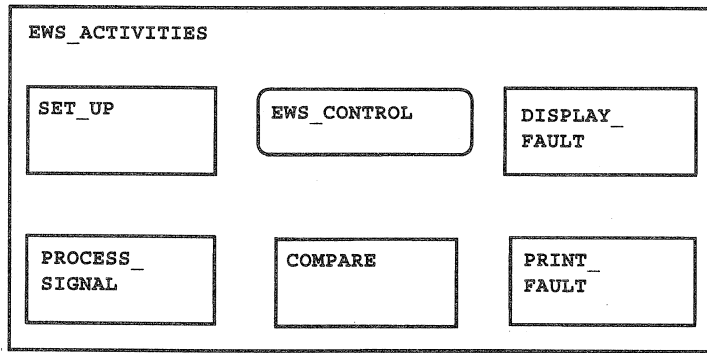 EWS_ACTIVITIES
SET_UP
EWS_CONTROL
DISPLAY_
FAULT
PROCESS_
SIGNAL
COMPARE
PRINT_
FAULT